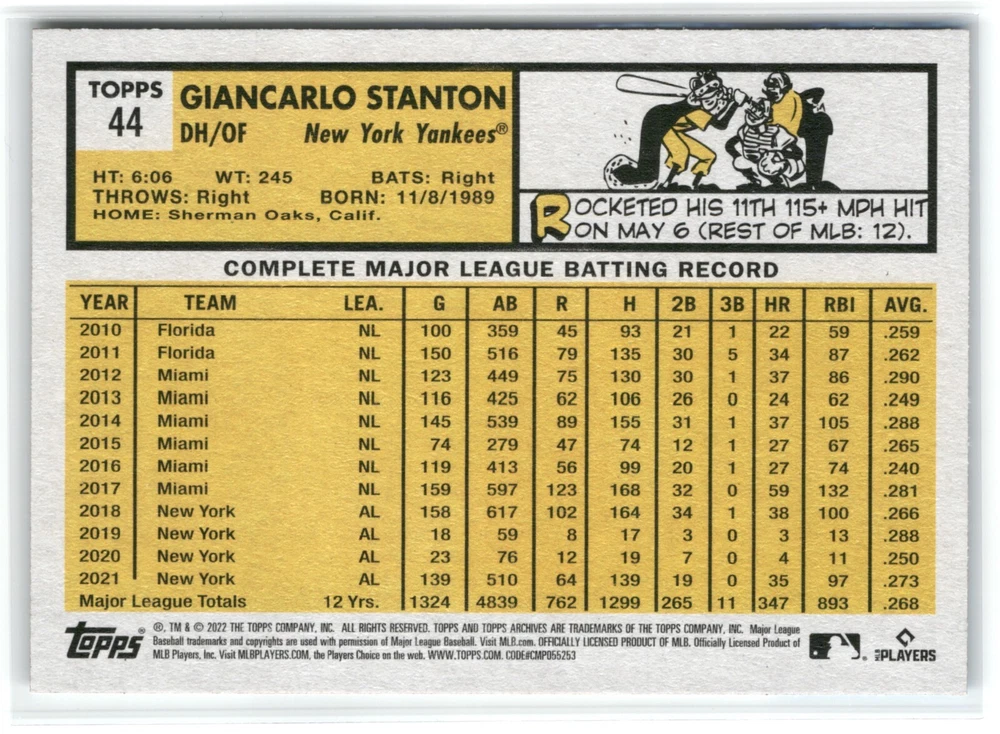 TOPPS
44
GIANCARLO STANTON
DH/OF New York Yankees®
HT: 6:06 WT: 245 BATS: Right
THROWS: Right BORN: 11/8/1989
HOME: Sherman Oaks, Calif.
ROCKETED HIS 11TH 115+ MPH HIT
ON MAY 6 (REST OF MLB: 12).
COMPLETE MAJOR LEAGUE BATTING RECORD
YEAR TEAM LEA. G AB R H 2B 3B HR RBI AVG.
2010 Florida NL 100 359 45 93 21 1 22 59 .259
2011 Florida NL 150 516 79 135 30 5 34 87 .262
2012 Miami NL 123 449 75 130 30 1 37 86 .290
2013 Miami NL 116 425 62 106 26 0 24 62 .249
2014 Miami NL 145 539 89 155 31 1 37 105 .288
2015 Miami NL 74 279 47 74 12 1 27 67 .265
2016 Miami NL 119 413 56 99 20 1 27 74 .240
2017 Miami NL 159 597 123 168 32 0 59 132 .281
2018 New York AL 158 617 102 164 34 1 38 100 .266
2019 New York AL 18 59 8 17 3 0 3 13 .288
2020 New York AL 23 76 12 19 7 0 4 11 .250
2021 New York AL 139 510 64 139 19 0 35 97 .273
Major League Totals 12 Yrs. 1324 4839 762 1299 265 11 347 893 .268
topps®
®, TM & © 2022 THE TOPPS COMPANY, INC. ALL RIGHTS RESERVED. TOPPS AND TOPPS ARCHIVES ARE TRADEMARKS OF THE TOPPS COMPANY, INC. Major League
Baseball trademarks and copyrights are used with permission of Major League Baseball. Visit MLB.com. OFFICIALLY LICENSED PRODUCT OF MLB. Officially Licensed Product of
MLB Players, Inc. Visit MLBPLAYERS.COM, the Players Choice on the web. WWW.TOPPS.COM. CODE#CMP055253
MLB PLAYERS